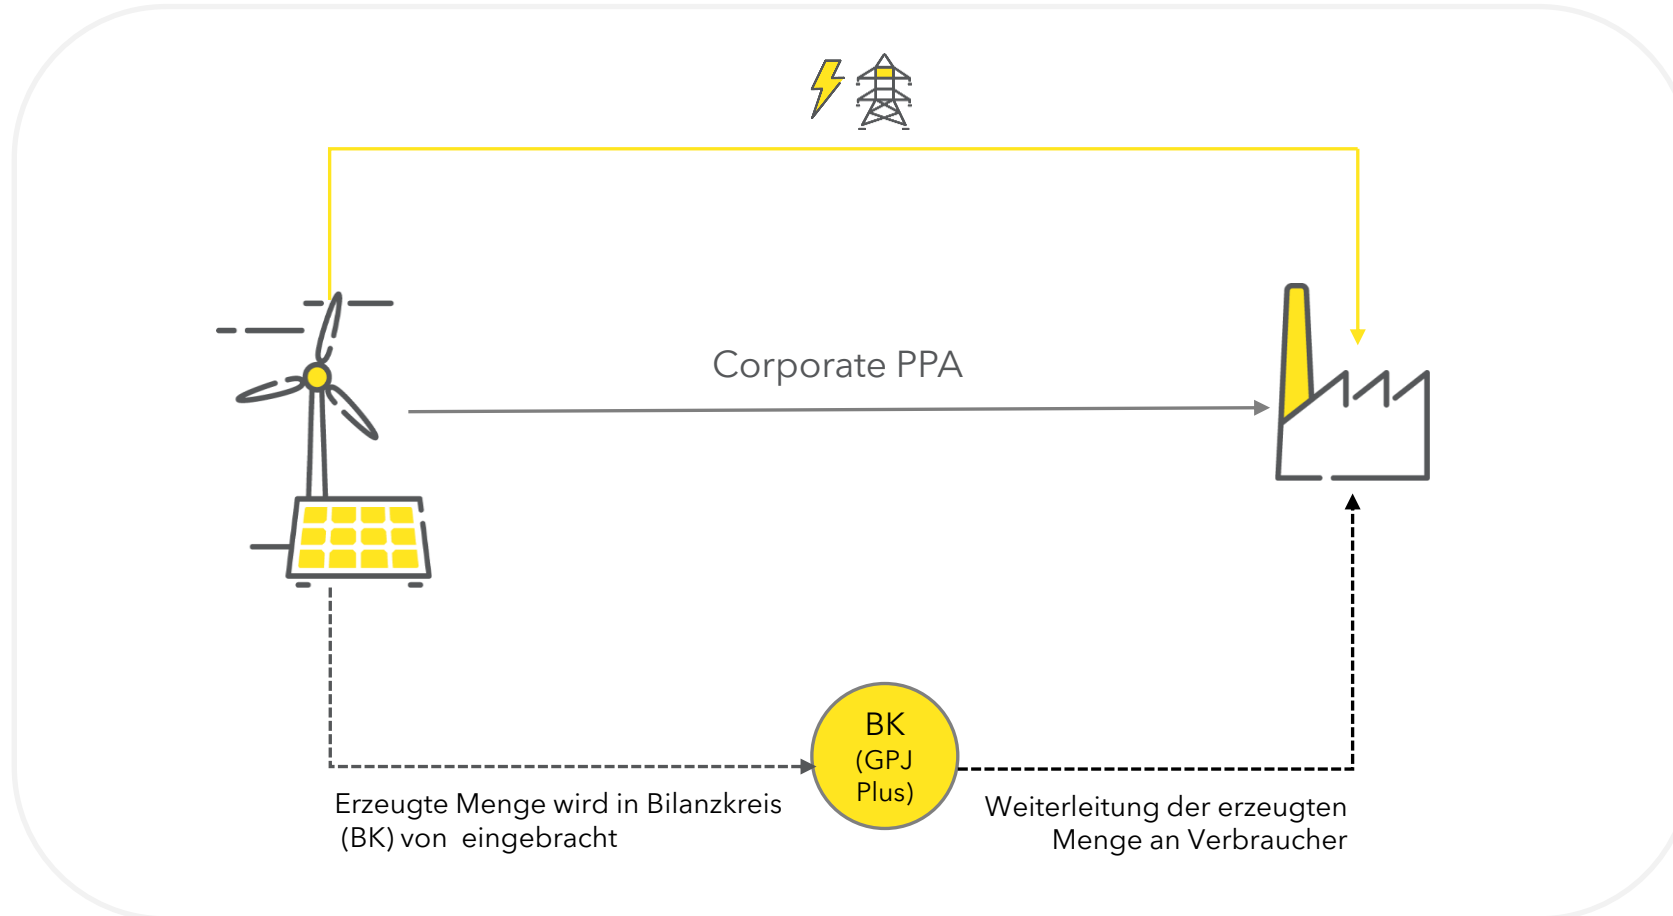 Corporate PPA
BK
(GPJ
Plus)
Erzeugte Menge wird in Bilanzkreis
(BK) von  eingebracht
Weiterleitung der erzeugten
Menge an Verbraucher